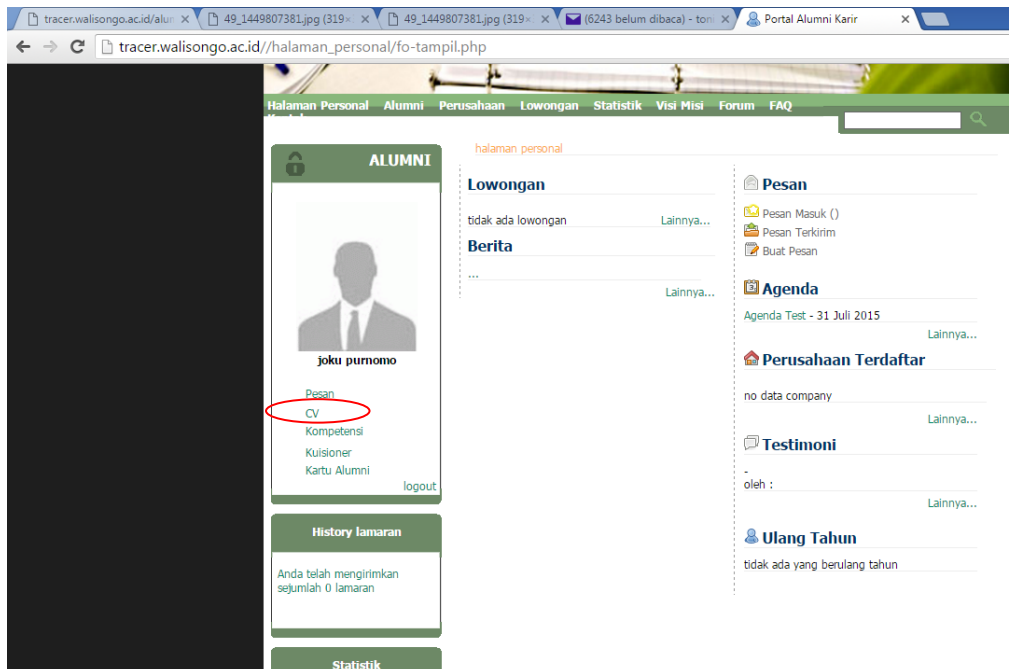 tracer.walisongo.ac.id/alun
49_1449807381.jpg (319×
49_1449807381.jpg (319×
(6243 belum dibaca) - ton
Portal Alumni Karir
tracer.walisongo.ac.id//halaman_personal/fo-tampil.php
Halaman Personal Alumni Perusahaan Lowongan Statistik Visi Misi Forum FAQ
halaman personal
ALUMNI
joku purnomo
Pesan
CV
Kompetensi
Kuisioner
Kartu Alumni
logout
History lamaran
Anda telah mengirimkan
sejumlah 0 lamaran
Statistik
Lowongan
tidak ada lowongan Lainnya...
Berita
...
Lainnya...
Pesan
Pesan Masuk ()
Pesan Terkirim
Buat Pesan
Agenda
Agenda Test - 31 Juli 2015
Lainnya...
Perusahaan Terdaftar
no data company
Lainnya...
Testimoni
-
oleh :
Lainnya...
Ulang Tahun
tidak ada yang berulang tahun